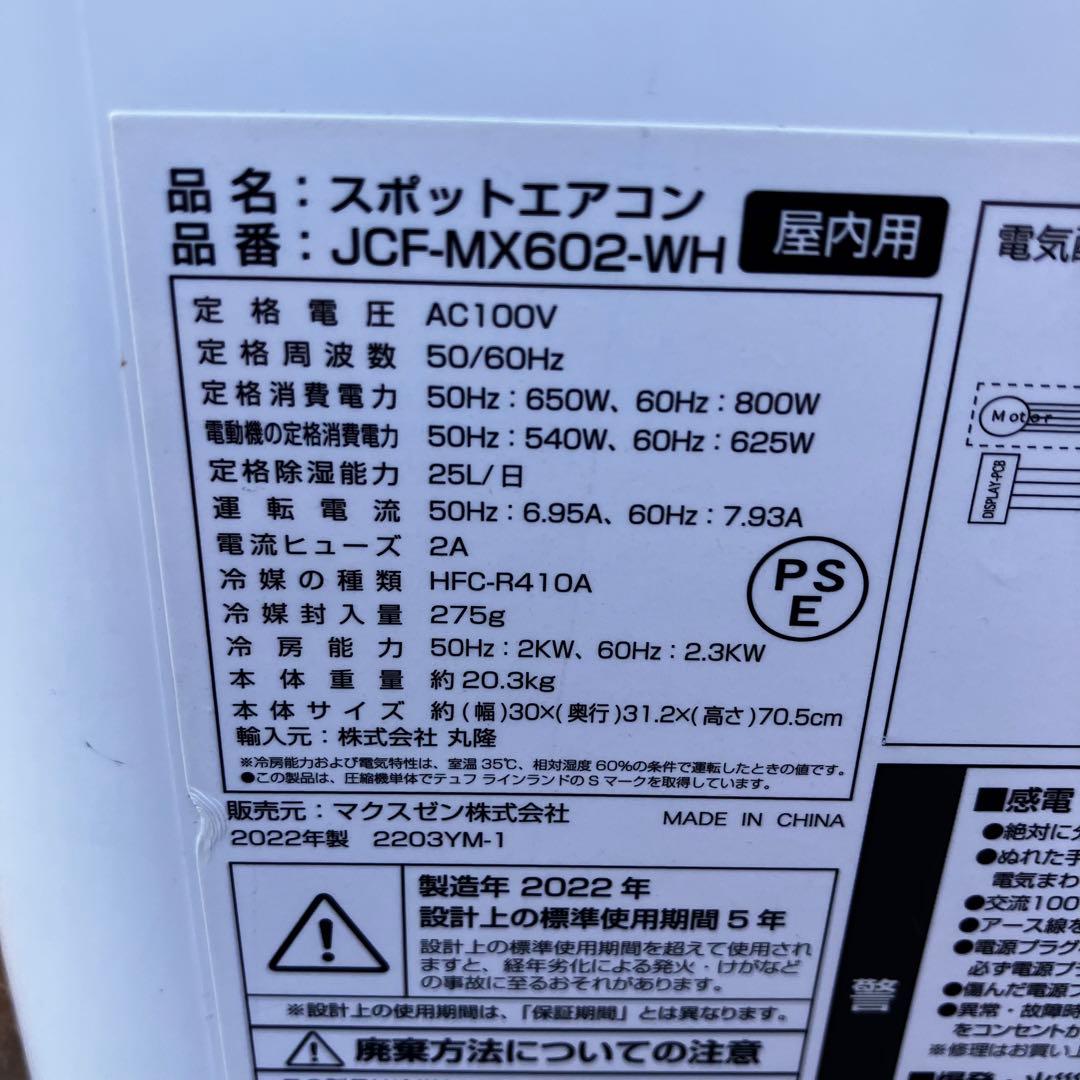 品名：スポットエアコン
品番：JCF-MX602-WH
屋内用
定格電圧 AC100V
定格周波数 50/60Hz
定格消費電力 50Hz：650W、60Hz：800W
電動機の定格消費電力 50Hz：540W、60Hz：625W
定格除湿能力 25L/日
運転電流 50Hz：6.95A、60Hz：7.93A
電流ヒューズ 2A
冷媒の種類 HFC-R410A
冷媒封入量 275g
冷房能力 50Hz：2KW、60Hz：2.3KW
本体重量 約20.3kg
本体サイズ 約(幅)30×(奥行)31.2×(高さ)70.5cm
輸入元：株式会社 丸隆
※冷房能力および電気特性は、室温35℃、相対湿度60%の条件で運転したときの値です。
●この製品は、圧縮機単体でテュフ ラインランドのSマークを取得しています。
PS
E
販売元：マクスゼン株式会社
MADE IN CHINA
2022年製 2203YM-1
製造年 2022年
設計上の標準使用期間 5年
設計上の標準使用期間を超えて使用され
ますと、経年劣化による発火・けがなど
の事故に至るおそれがあります。
※設計上の使用期間は、「保証期間」とは異なります。
廃棄方法についての注意
電気
Motor
DISPLAY-PCB
警
■感電
●絶対に
●ぬれた手
電気まわ
●交流100
●アース線を
●電源プラグ
必ず電源プ
●傷んだ電源
●異常・故障時
をコンセントか
※修理はお買い上